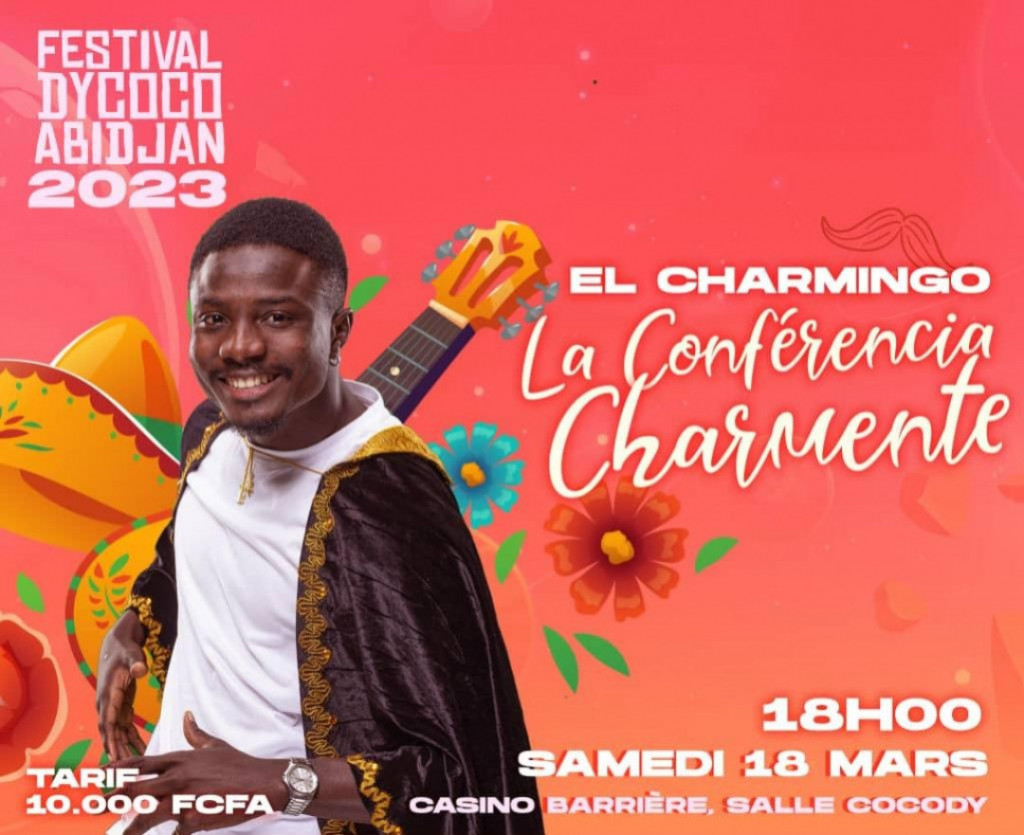 FESTIVAL
DYCOCO
ABIDJAN
2023
EL CHARMINGO
La Conférencia
Charmente
18H00
SAMEDI 18 MARS
CASINO BARRIÈRE, SALLE COCODY
TARIF
10.000 FCFA